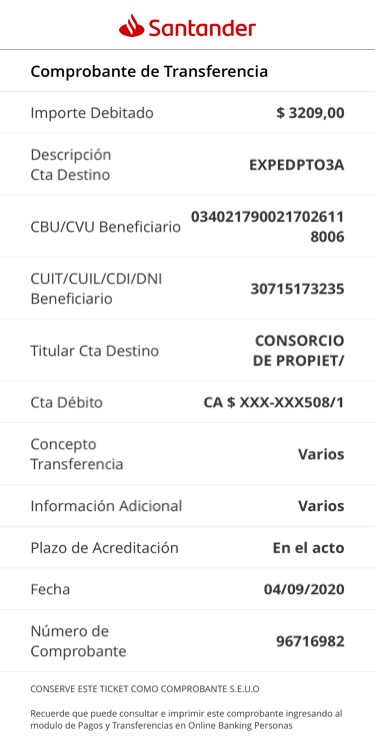 Santander
Comprobante de Transferencia
Importe Debitado $ 3209,00
Descripción
Cta Destino
EXPEDPTO3A
CBU/CVU Beneficiario
034021790021702611
8006
CUIT/CUIL/CDI/DNI
Beneficiario
30715173235
Titular Cta Destino
CONSORCIO
DE PROPIET/
Cta Débito CA $ XXX-XXX508/1
Concepto
Transferencia
Varios
Información Adicional Varios
Plazo de Acreditación En el acto
Fecha 04/09/2020
Número de
Comprobante
96716982
CONSERVE ESTE TICKET COMO COMPROBANTE S.E.U.O
Recuerde que puede consultar e imprimir este comprobante ingresando al
modulo de Pagos y Transferencias en Online Banking Personas